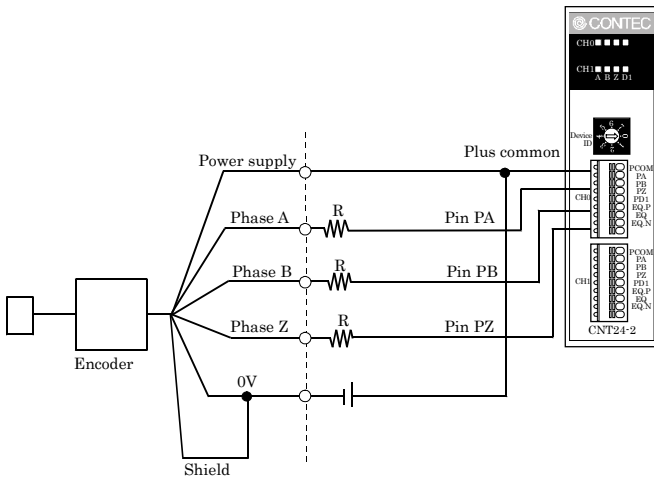 CONTEC
CH0
CH1
A B Z D1
Device
ID
Power supply
Plus common
PCOM
PA
PB
PZ
PD1
EQ.P
EQ
EQ.N
CH0
Phase A
R
Pin PA
Phase B
R
Pin PB
Phase Z
R
Pin PZ
PCOM
PA
PB
PZ
PD1
EQ.P
EQ
EQ.N
CH1
CNT24-2
Encoder
0V
Shield